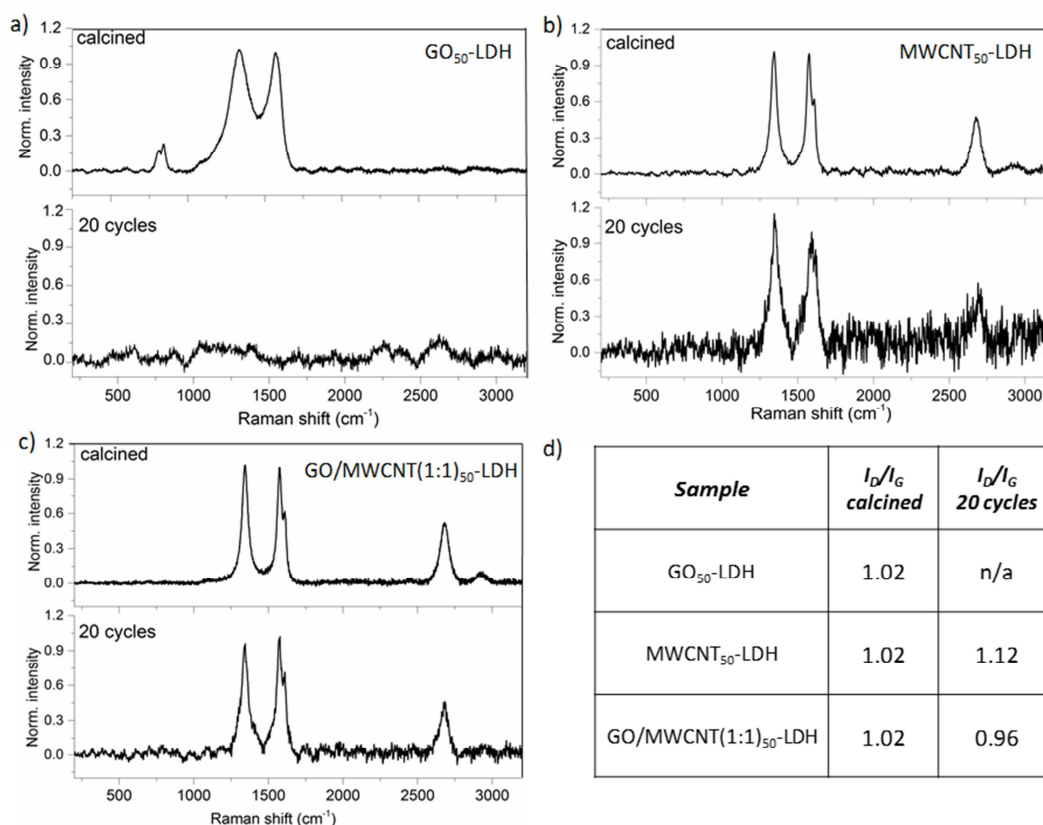 a)
1.2
calcined
GO₅₀-LDH
0.9
0.6
0.3
0.0
Norm. intensity
1.2
20 cycles
0.9
0.6
0.3
0.0
Norm. intensity
500 1000 1500 2000 2500 3000
Raman shift (cm⁻¹)
b)
1.2
calcined
MWCNT₅₀-LDH
0.9
0.6
0.3
0.0
Norm. intensity
1.2
20 cycles
0.9
0.6
0.3
0.0
Norm. intensity
500 1000 1500 2000 2500 3000
Raman shift (cm⁻¹)
c)
1.2
calcined
GO/MWCNT(1:1)₅₀-LDH
0.9
0.6
0.3
0.0
Norm. intensity
1.2
20 cycles
0.9
0.6
0.3
0.0
Norm. intensity
500 1000 1500 2000 2500 3000
Raman shift (cm⁻¹)
d)
Sample I_D/I_G calcined I_D/I_G 20 cycles
GO₅₀-LDH 1.02 n/a
MWCNT₅₀-LDH 1.02 1.12
GO/MWCNT(1:1)₅₀-LDH 1.02 0.96